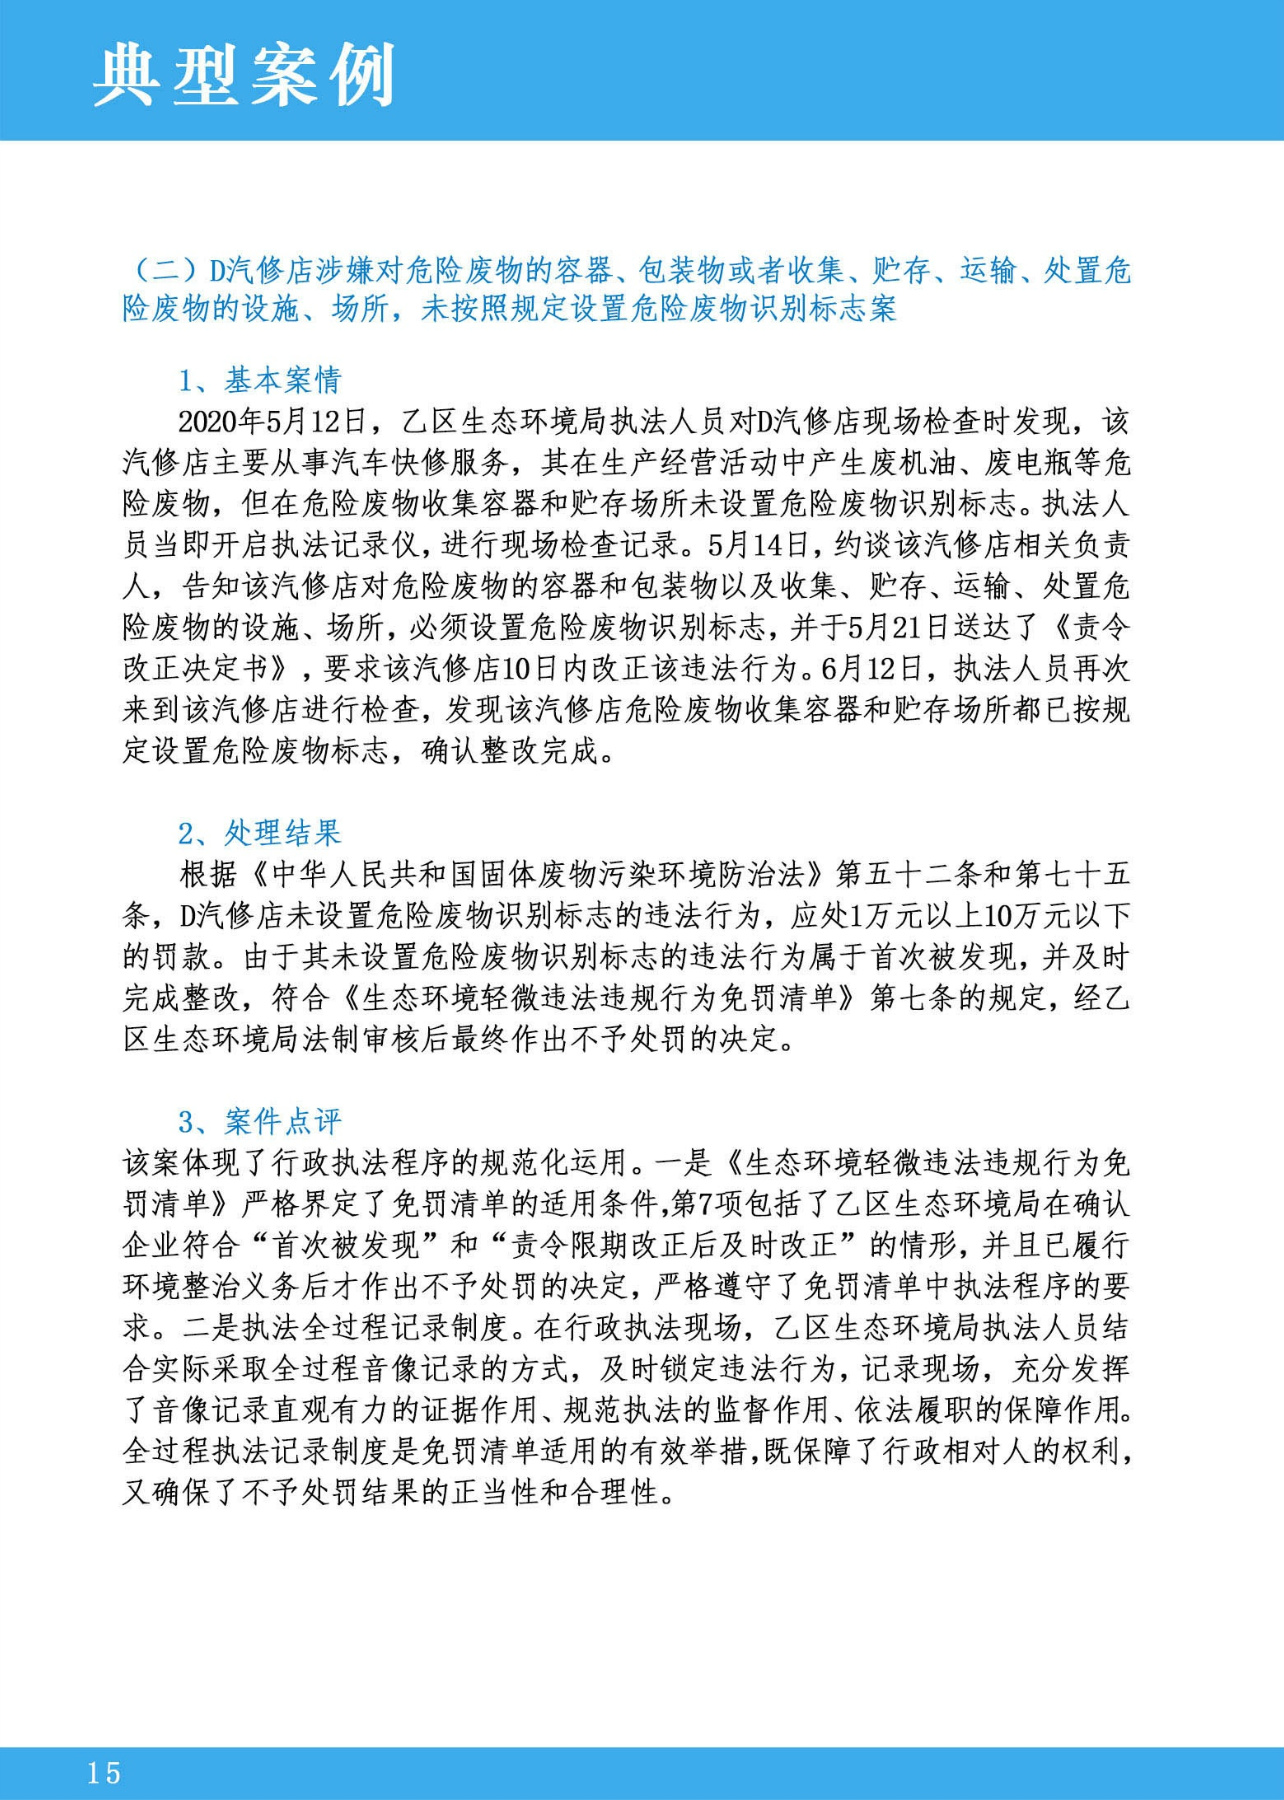 典型案例
（二）D汽修店涉嫌对危险废物的容器、包装物或者收集、贮存、运输、处置危
险废物的设施、场所，未按照规定设置危险废物识别标志案
1、基本案情
2020年5月12日，乙区生态环境局执法人员对D汽修店现场检查时发现，该
汽修店主要从事汽车快修服务，其在生产经营活动中产生废机油、废电瓶等危
险废物，但在危险废物收集容器和贮存场所未设置危险废物识别标志。执法人
员当即开启执法记录仪，进行现场检查记录。5月14日，约谈该汽修店相关负责
人，告知该汽修店对危险废物的容器和包装物以及收集、贮存、运输、处置危
险废物的设施、场所，必须设置危险废物识别标志，并于5月21日送达了《责令
改正决定书》，要求该汽修店10日内改正该违法行为。6月12日，执法人员再次
来到该汽修店进行检查，发现该汽修店危险废物收集容器和贮存场所都已按规
定设置危险废物标志，确认整改完成。
2、处理结果
根据《中华人民共和国固体废物污染环境防治法》第五十二条和第七十五
条，D汽修店未设置危险废物识别标志的违法行为，应处1万元以上10万元以下
的罚款。由于其未设置危险废物识别标志的违法行为属于首次被发现，并及时
完成整改，符合《生态环境轻微违法违规行为免罚清单》第七条的规定，经乙
区生态环境局法制审核后最终作出不予处罚的决定。
3、案件点评
该案体现了行政执法程序的规范化运用。一是《生态环境轻微违法违规行为免
罚清单》严格界定了免罚清单的适用条件,第7项包括了乙区生态环境局在确认
企业符合“首次被发现”和“责令限期改正后及时改正”的情形，并且已履行
环境整治义务后才作出不予处罚的决定，严格遵守了免罚清单中执法程序的要
求。二是执法全过程记录制度。在行政执法现场，乙区生态环境局执法人员结
合实际采取全过程音像记录的方式，及时锁定违法行为，记录现场，充分发挥
了音像记录直观有力的证据作用、规范执法的监督作用、依法履职的保障作用。
全过程执法记录制度是免罚清单适用的有效举措,既保障了行政相对人的权利，
又确保了不予处罚结果的正当性和合理性。
15